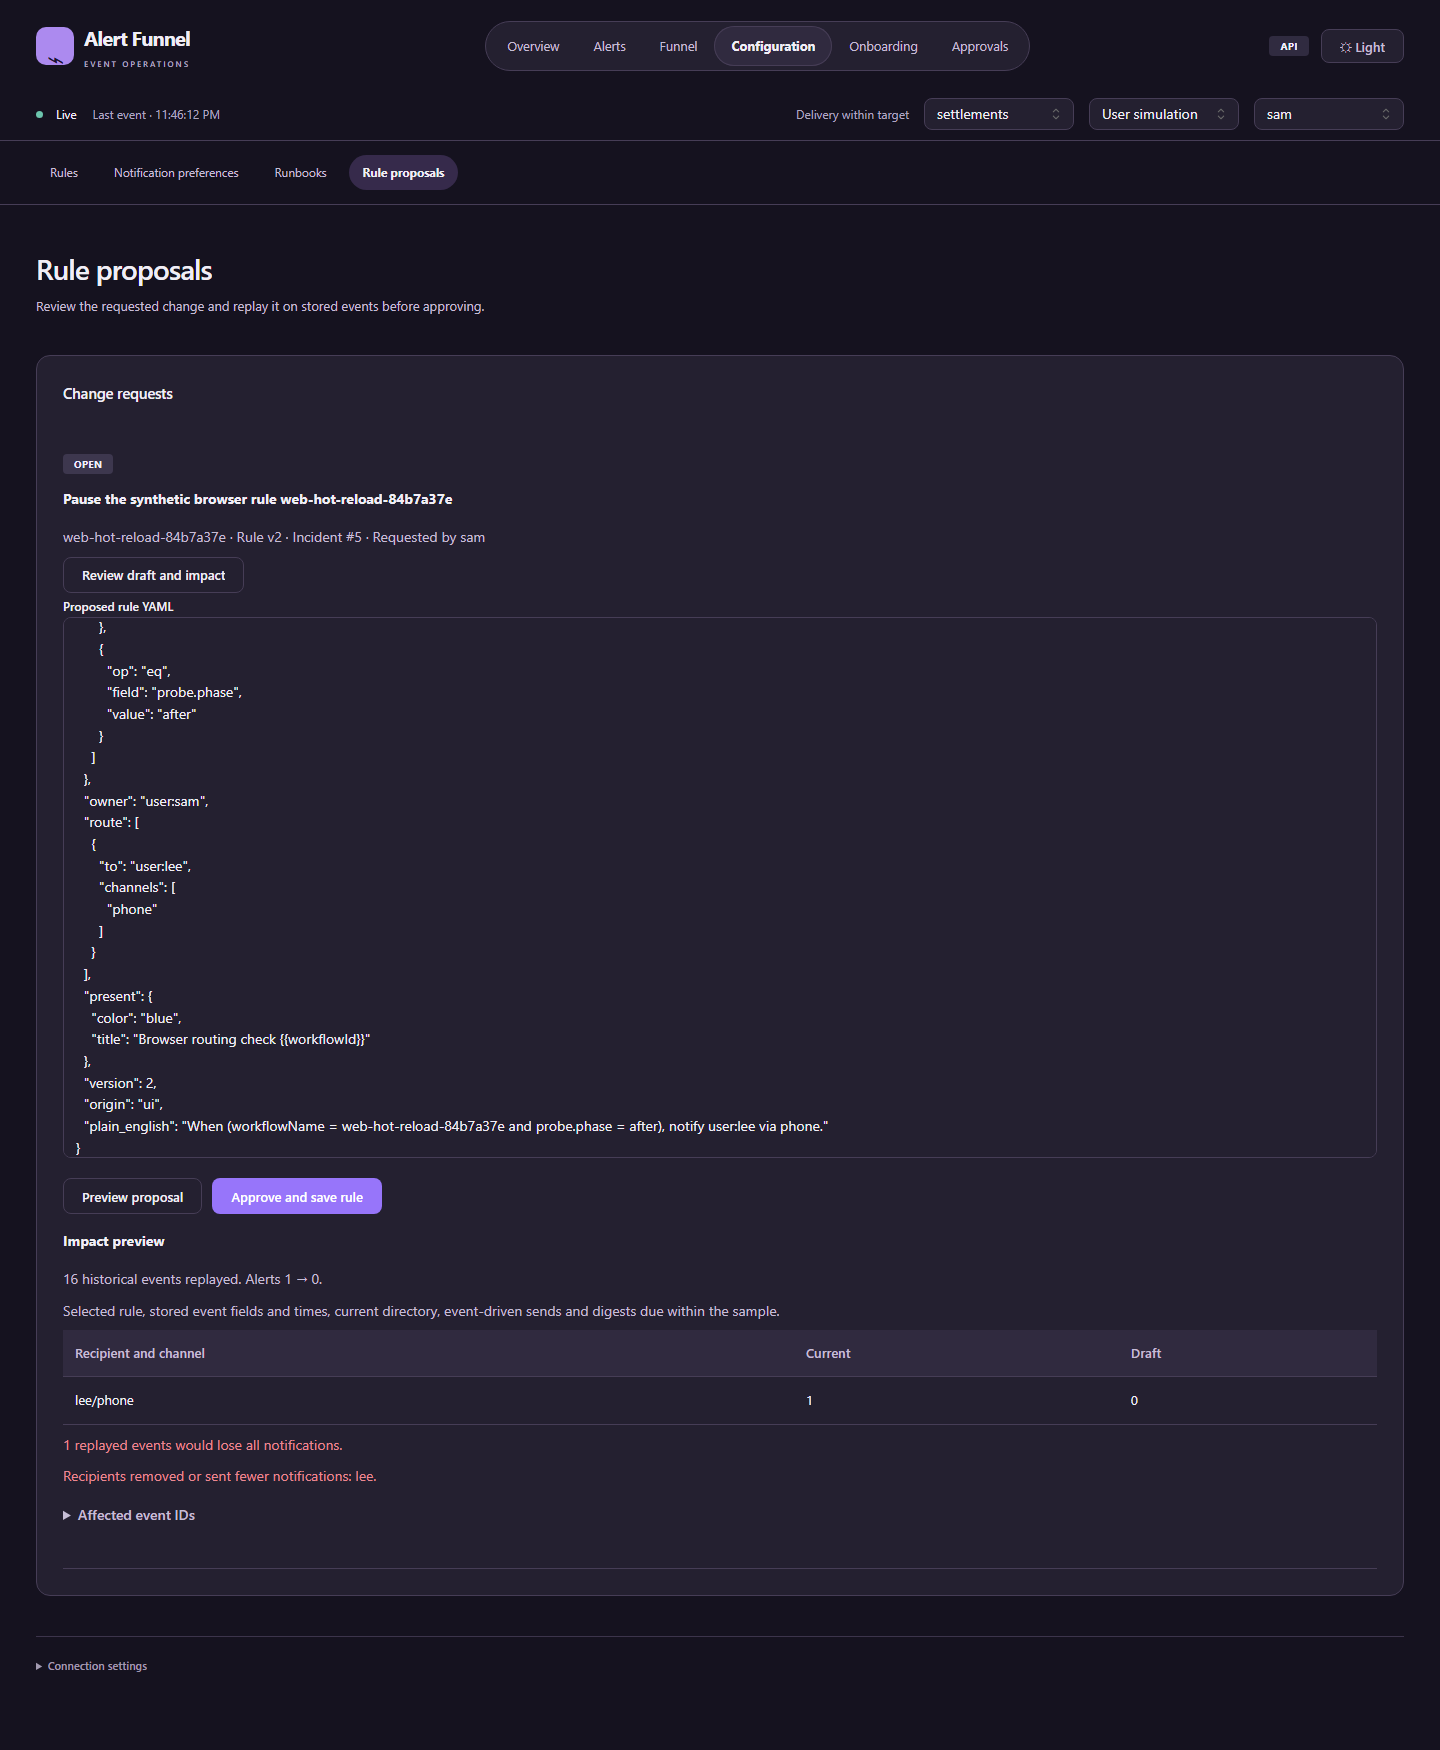 Alert Funnel
EVENT OPERATIONS
Overview
Alerts
Funnel
Configuration
Onboarding
Approvals
API
Light
Live
Last event · 11:46:12 PM
Delivery within target
settlements
User simulation
sam
Rules
Notification preferences
Runbooks
Rule proposals
Rule proposals
Review the requested change and replay it on stored events before approving.
Change requests
OPEN
Pause the synthetic browser rule web-hot-reload-84b7a37e
web-hot-reload-84b7a37e · Rule v2 · Incident #5 · Requested by sam
Review draft and impact
Proposed rule YAML
},
{
"op": "eq",
"field": "probe.phase",
"value": "after"
}
]
},
"owner": "user:sam",
"route": [
{
"to": "user:lee",
"channels": [
"phone"
]
}
],
"present": {
"color": "blue",
"title": "Browser routing check {{workflowId}}"
},
"version": 2,
"origin": "ui",
"plain_english": "When (workflowName = web-hot-reload-84b7a37e and probe.phase = after), notify user:lee via phone."
}
Preview proposal
Approve and save rule
Impact preview
16 historical events replayed. Alerts 1 → 0.
Selected rule, stored event fields and times, current directory, event-driven sends and digests due within the sample.
Recipient and channel
Current
Draft
lee/phone
1
0
1 replayed events would lose all notifications.
Recipients removed or sent fewer notifications: lee.
Affected event IDs
Connection settings